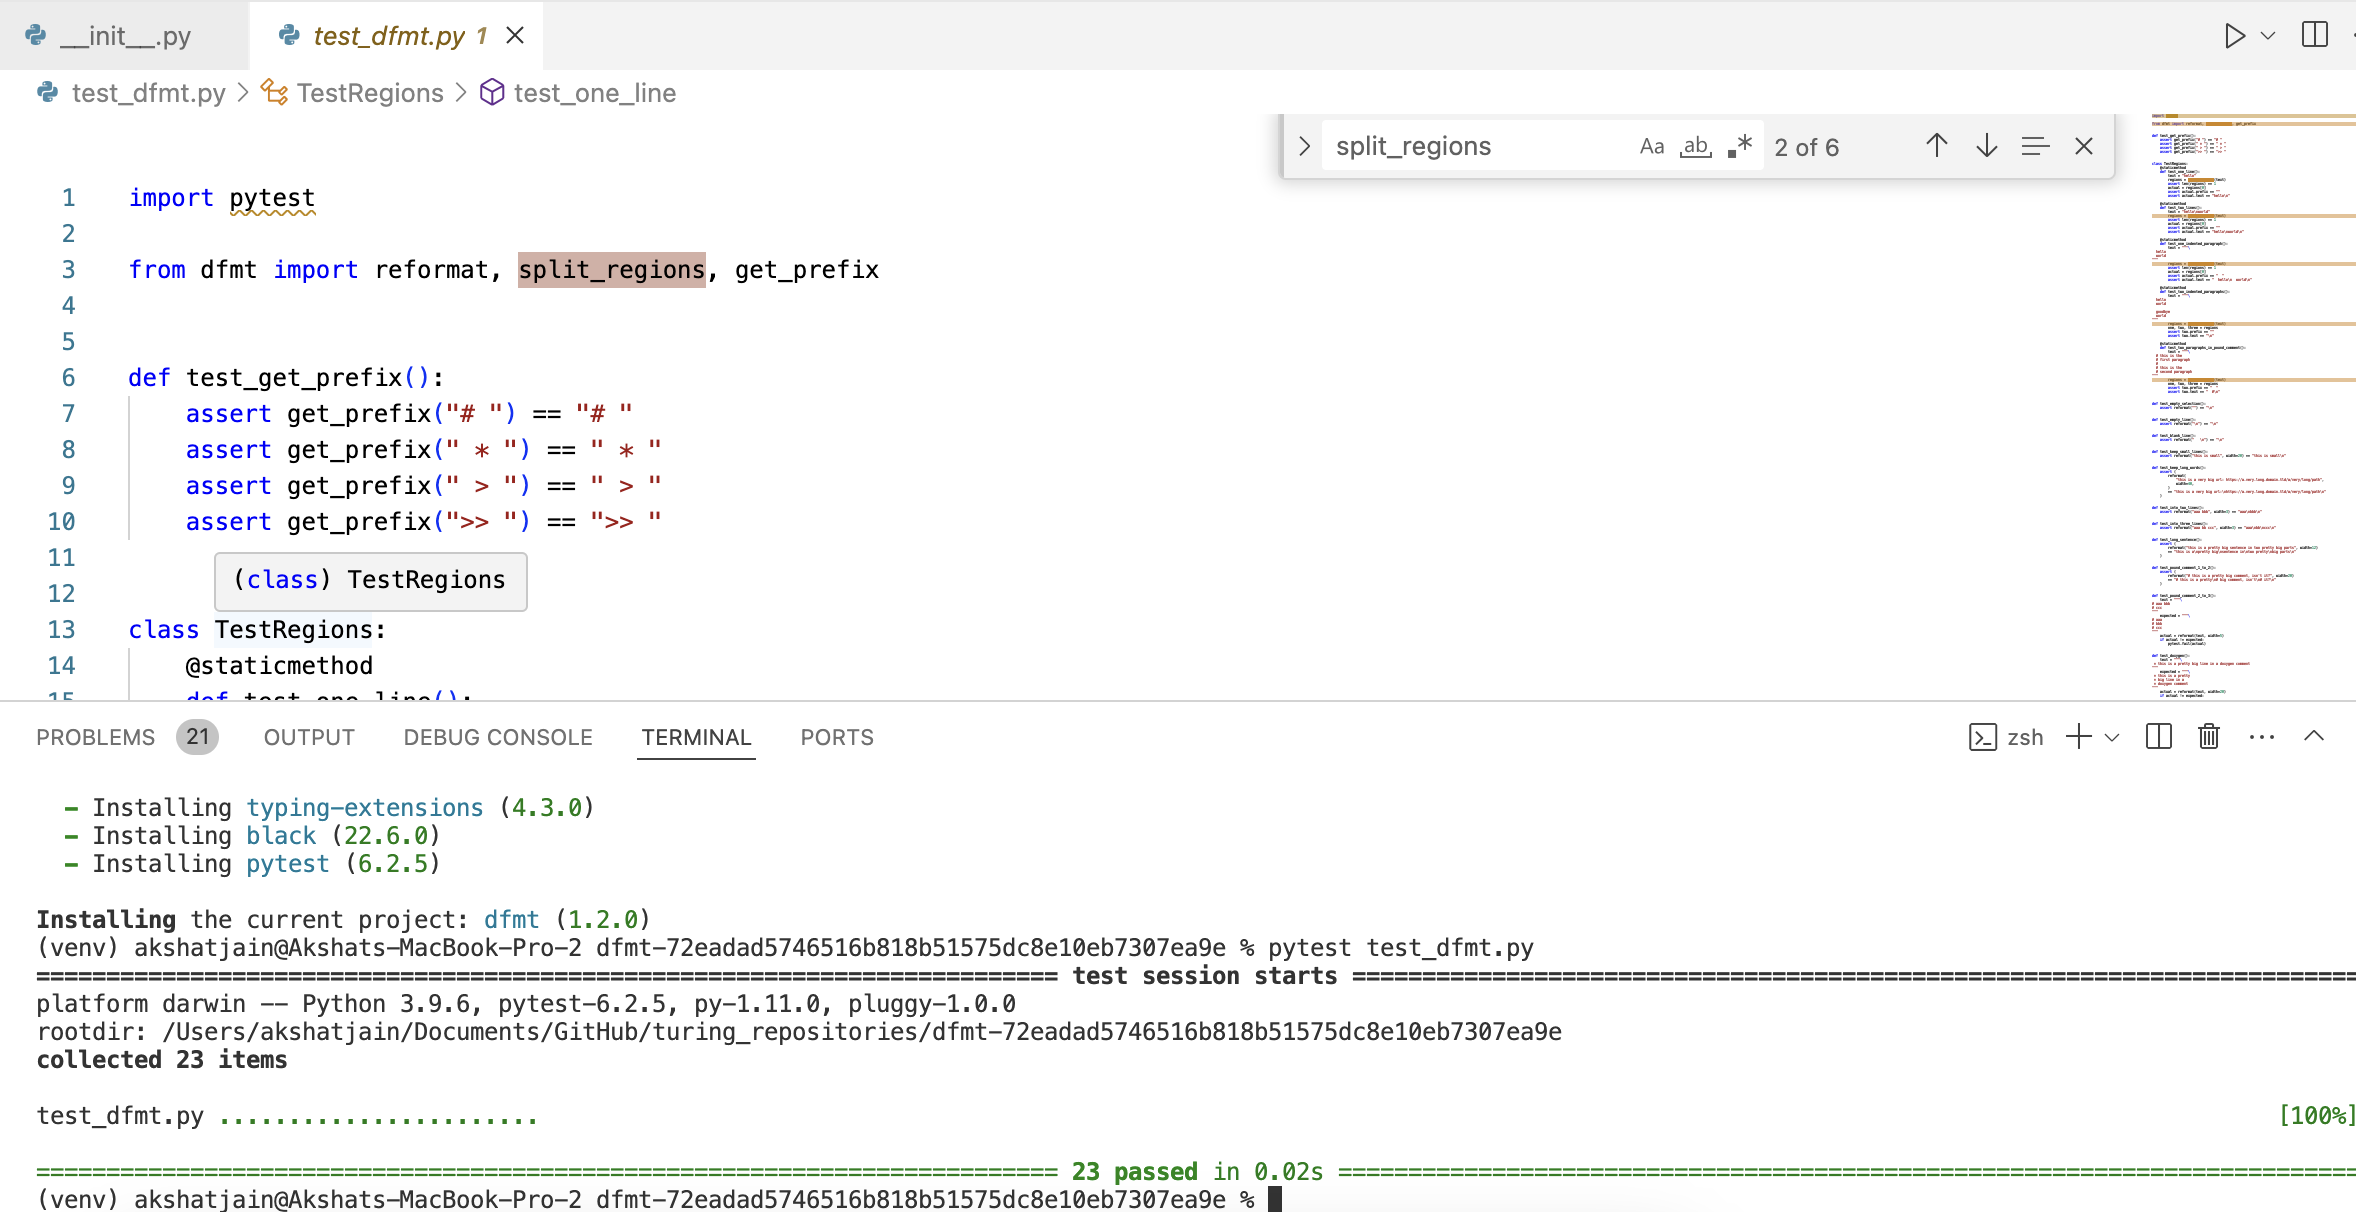 __init__.py
test_dfmt.py 1
test_dfmt.py > TestRegions > test_one_line
split_regions Aa ab .* 2 of 6
1 import pytest
2
3 from dfmt import reformat, split_regions, get_prefix
4
5
6 def test_get_prefix():
7     assert get_prefix("# ") == "# "
8     assert get_prefix(" * ") == " * "
9     assert get_prefix(" > ") == " > "
10     assert get_prefix(">> ") == ">> "
11
(class) TestRegions
12
13 class TestRegions:
14     @staticmethod
15     def test_one_line():
PROBLEMS 21 OUTPUT DEBUG CONSOLE TERMINAL PORTS zsh
- Installing typing-extensions (4.3.0)
- Installing black (22.6.0)
- Installing pytest (6.2.5)
Installing the current project: dfmt (1.2.0)
(venv) akshatjain@Akshats-MacBook-Pro-2 dfmt-72eadad5746516b818b51575dc8e10eb7307ea9e % pytest test_dfmt.py
========================================================================= test session starts ========================================================================
platform darwin -- Python 3.9.6, pytest-6.2.5, py-1.11.0, pluggy-1.0.0
rootdir: /Users/akshatjain/Documents/GitHub/turing_repositories/dfmt-72eadad5746516b818b51575dc8e10eb7307ea9e
collected 23 items
test_dfmt.py ....................... [100%]
========================================================================= 23 passed in 0.02s =========================================================================
(venv) akshatjain@Akshats-MacBook-Pro-2 dfmt-72eadad5746516b818b51575dc8e10eb7307ea9e %